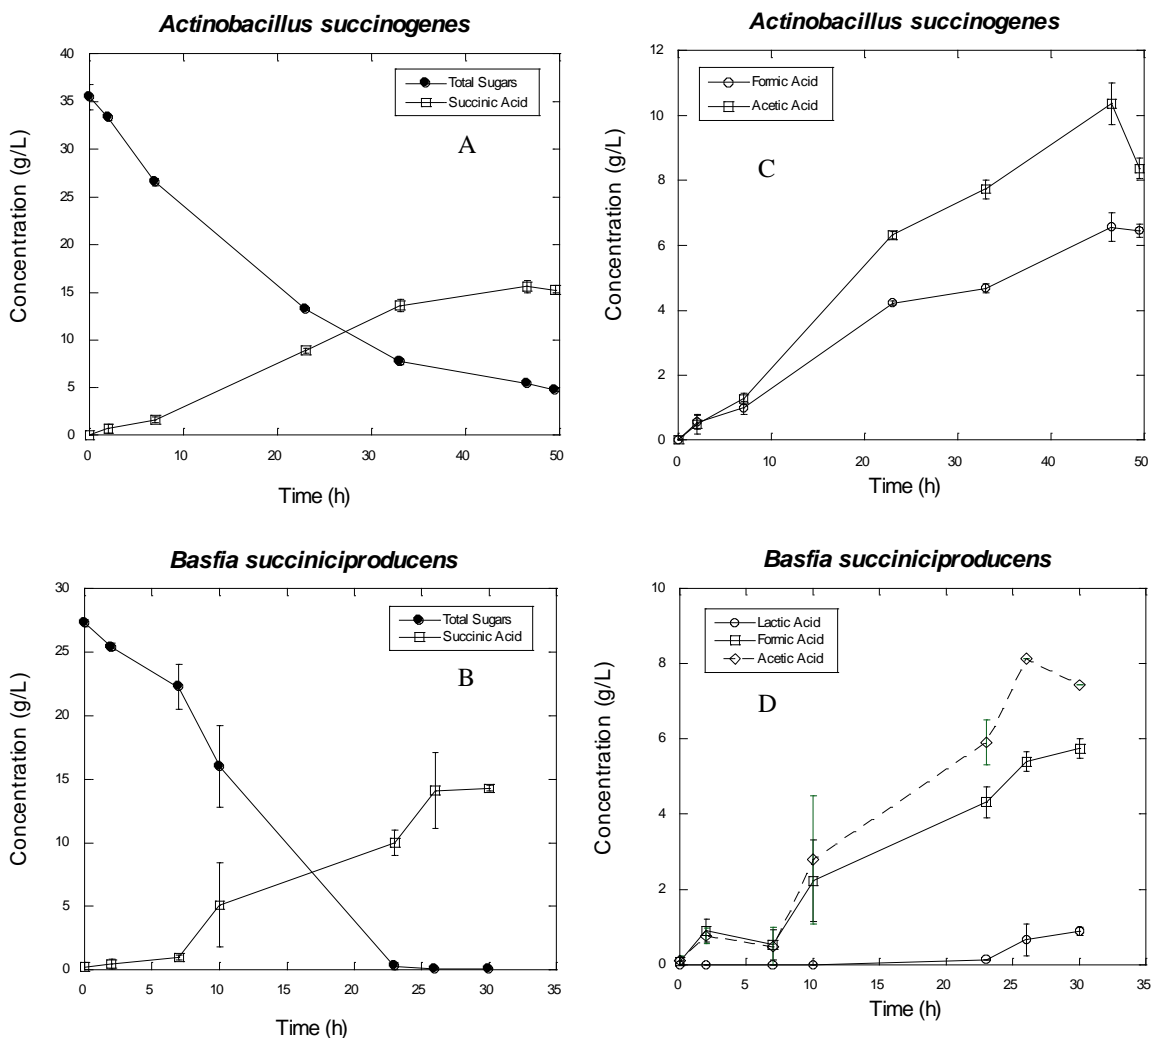 Actinobacillus succinogenes
40
35
30
25
20
15
10
5
0
Concentration (g/L)
Total Sugars
Succinic Acid
A
0 10 20 30 40 50
Time (h)
Actinobacillus succinogenes
12
10
8
6
4
2
0
Concentration (g/L)
Formic Acid
Acetic Acid
C
0 10 20 30 40 50
Time (h)
Basfia succiniciproducens
30
25
20
15
10
5
0
Concentration (g/L)
Total Sugars
Succinic Acid
B
0 5 10 15 20 25 30 35
Time (h)
Basfia succiniciproducens
10
8
6
4
2
0
Concentration (g/L)
Lactic Acid
Formic Acid
Acetic Acid
D
0 5 10 15 20 25 30 35
Time (h)